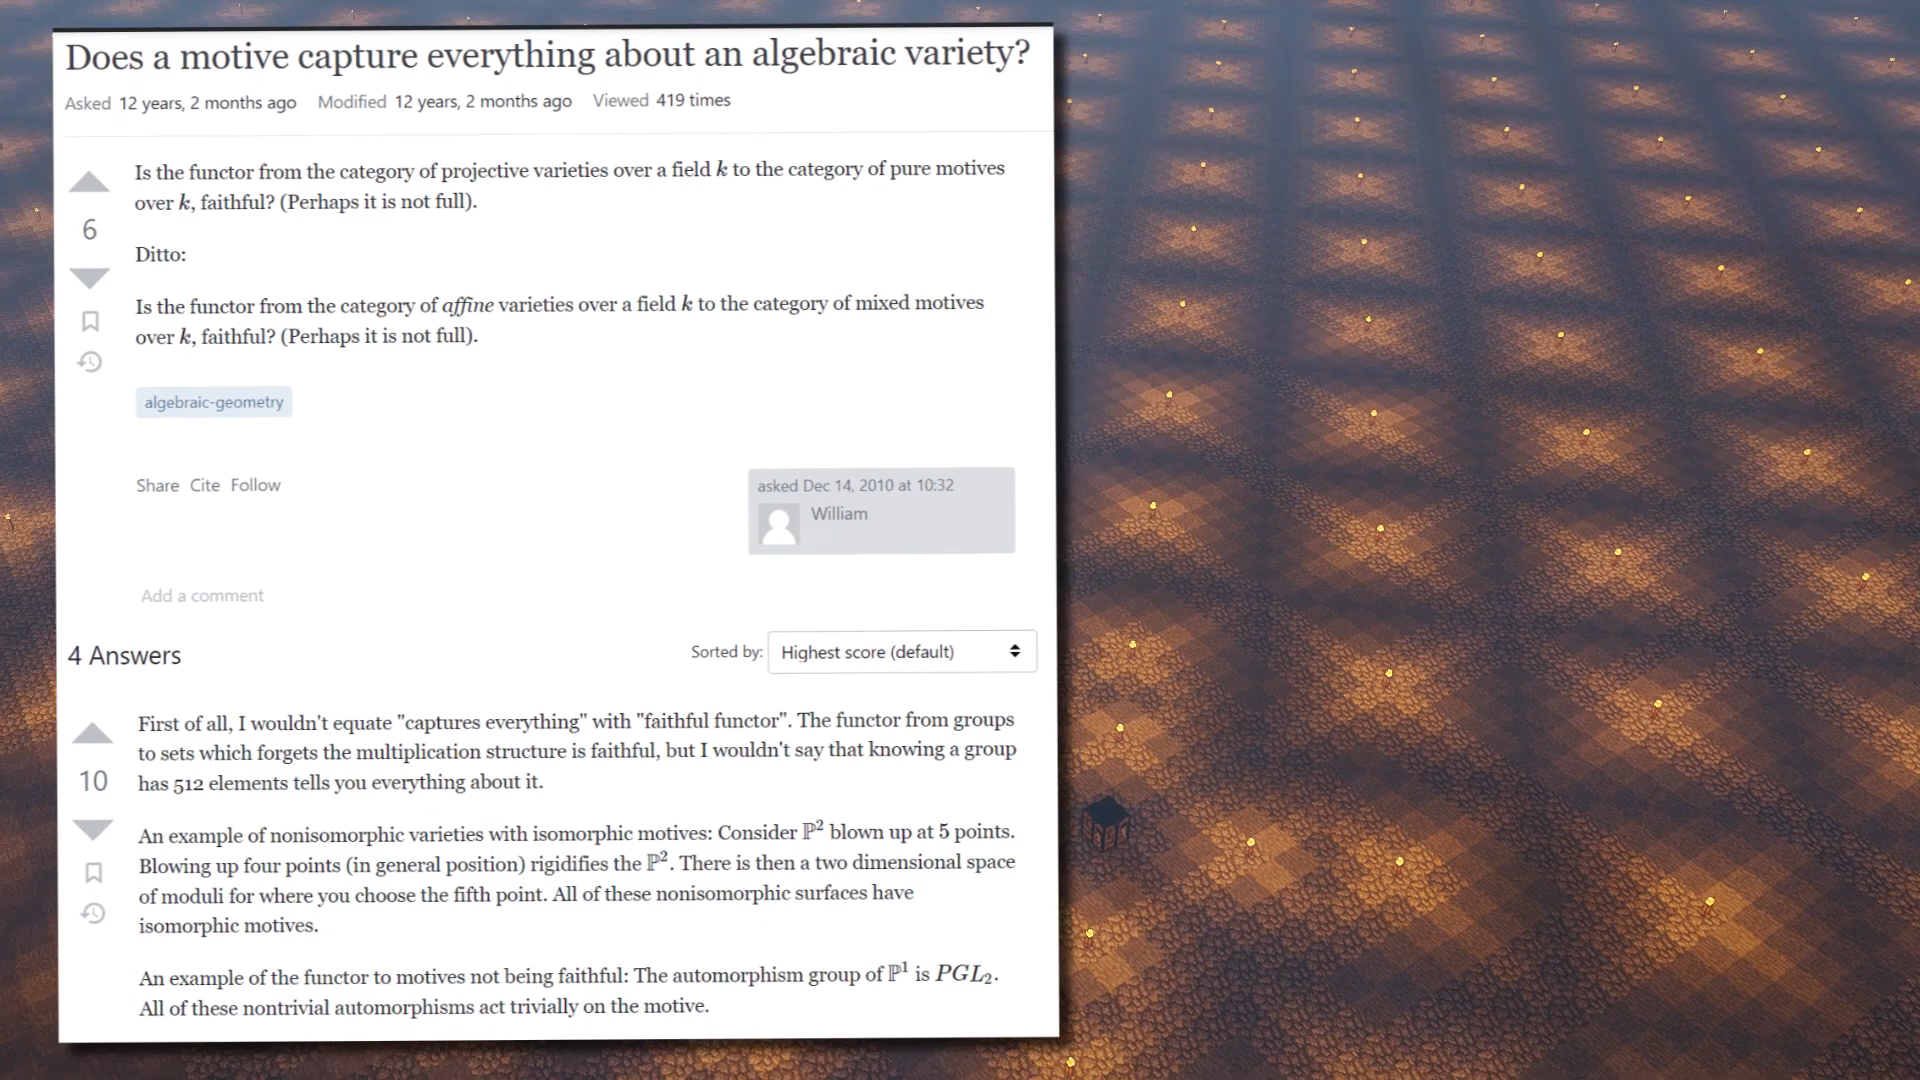 Does a motive capture everything about an algebraic variety?
Asked 12 years, 2 months ago Modified 12 years, 2 months ago Viewed 419 times
Is the functor from the category of projective varieties over a field k to the category of pure motives
over k, faithful? (Perhaps it is not full).
6
Ditto:
Is the functor from the category of affine varieties over a field k to the category of mixed motives
over k, faithful? (Perhaps it is not full).
algebraic-geometry
Share Cite Follow
asked Dec 14, 2010 at 10:32
William
Add a comment
4 Answers
Sorted by: Highest score (default)
First of all, I wouldn't equate "captures everything" with "faithful functor". The functor from groups
to sets which forgets the multiplication structure is faithful, but I wouldn't say that knowing a group
10
has 512 elements tells you everything about it.
An example of nonisomorphic varieties with isomorphic motives: Consider ℙ² blown up at 5 points.
Blowing up four points (in general position) rigidifies the ℙ². There is then a two dimensional space
of moduli for where you choose the fifth point. All of these nonisomorphic surfaces have
isomorphic motives.
An example of the functor to motives not being faithful: The automorphism group of ℙ¹ is PGL₂.
All of these nontrivial automorphisms act trivially on the motive.